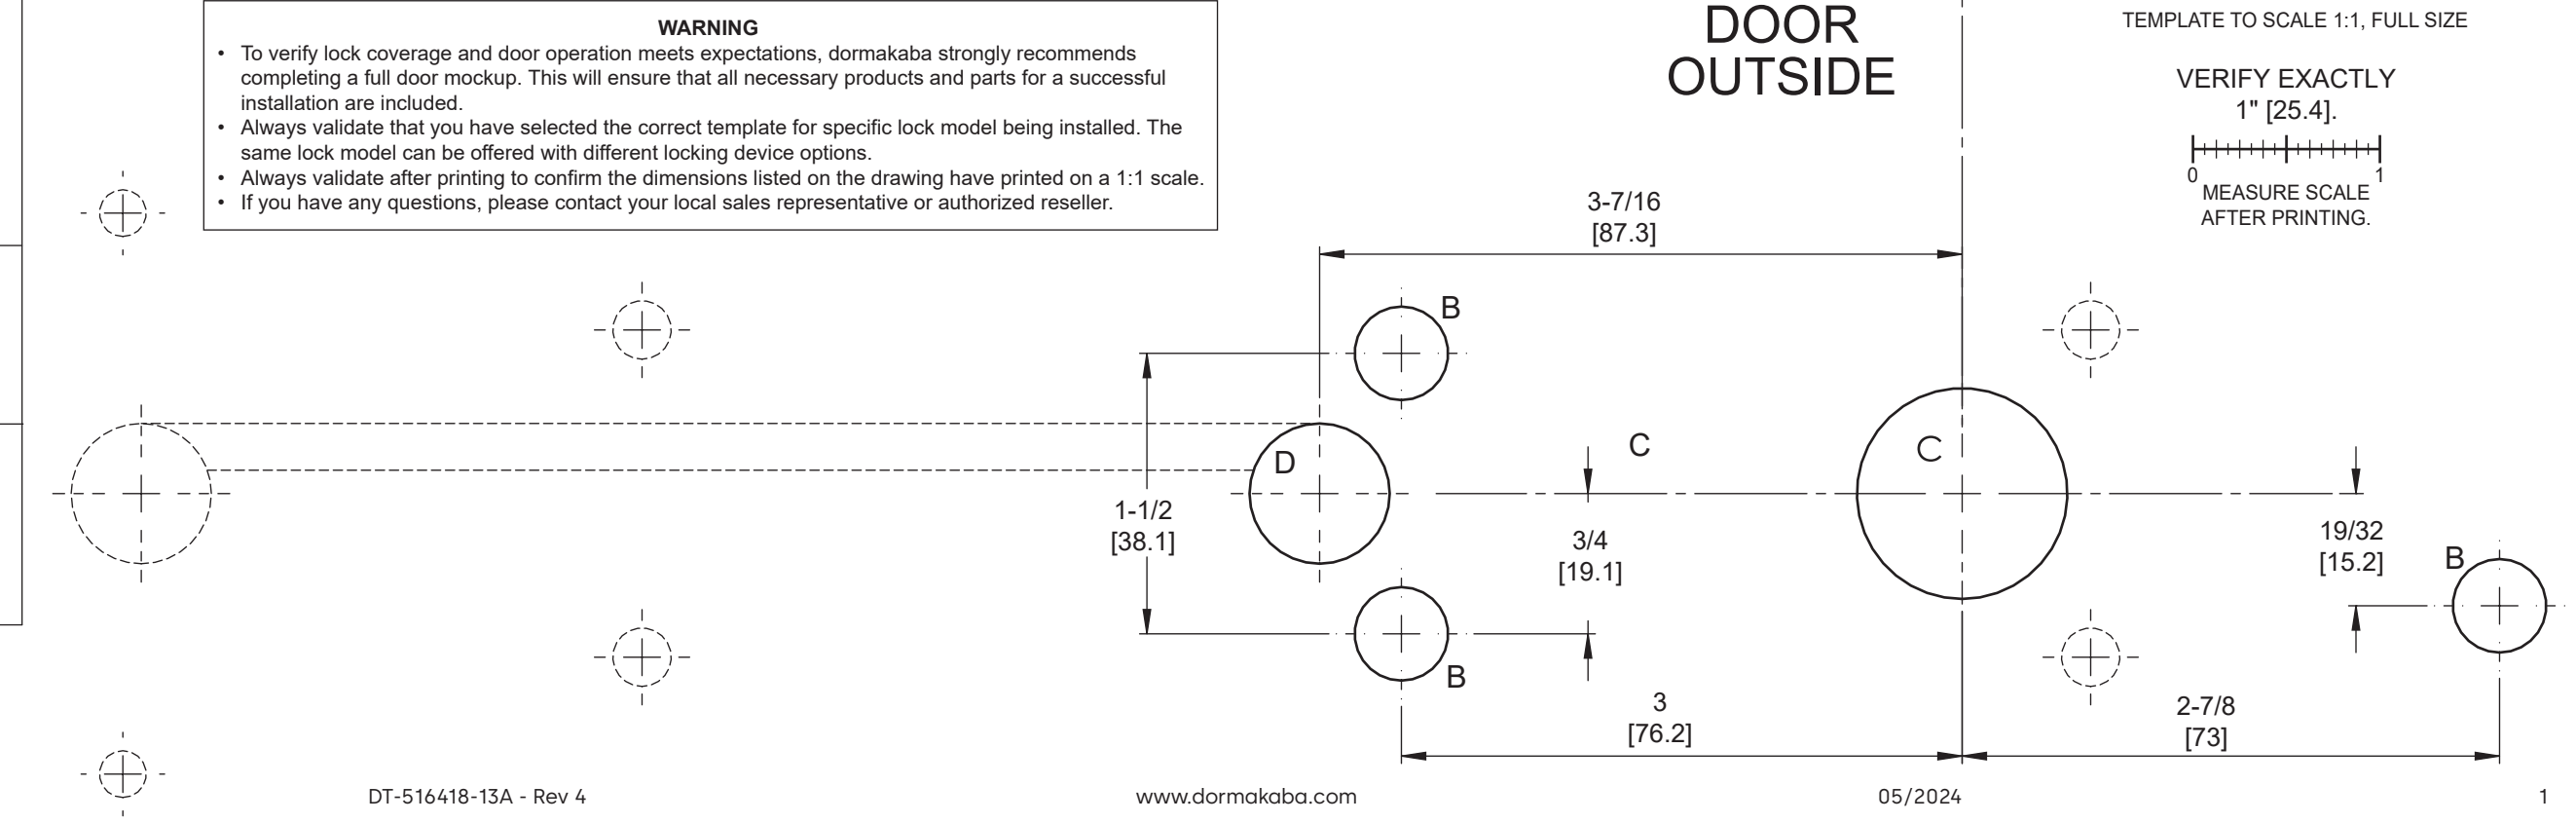 WARNING
• To verify lock coverage and door operation meets expectations, dormakaba strongly recommends
completing a full door mockup. This will ensure that all necessary products and parts for a successful
installation are included.
• Always validate that you have selected the correct template for specific lock model being installed. The
same lock model can be offered with different locking device options.
• Always validate after printing to confirm the dimensions listed on the drawing have printed on a 1:1 scale.
• If you have any questions, please contact your local sales representative or authorized reseller.
DOOR
OUTSIDE
TEMPLATE TO SCALE 1:1, FULL SIZE
VERIFY EXACTLY
1" [25.4].
0 1
MEASURE SCALE
AFTER PRINTING.
3-7/16
[87.3]
B
D
C
C
1-1/2
[38.1]
3/4
[19.1]
19/32
[15.2]
B
B
3
[76.2]
2-7/8
[73]
DT-516418-13A - Rev 4
www.dormakaba.com
05/2024
1